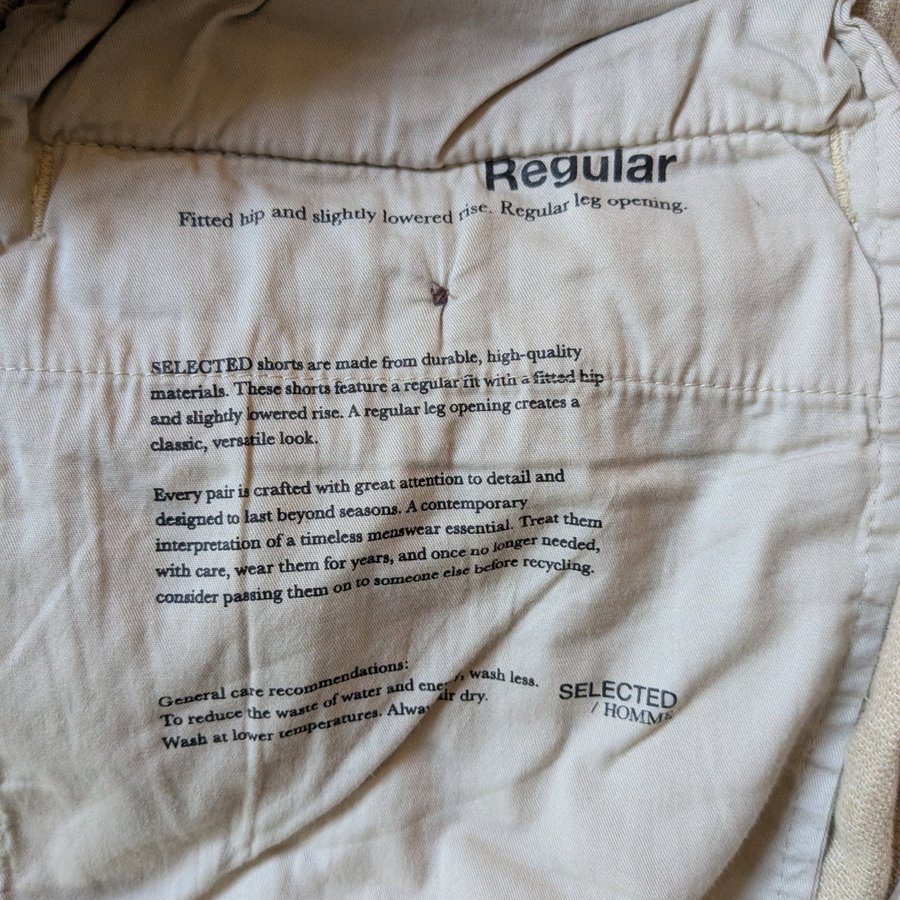 Regular
Fitted hip and slightly lowered rise. Regular leg opening.
SELECTED shorts are made from durable, high-quality
materials. These shorts feature a regular fit with a fitted hip
and slightly lowered rise. A regular leg opening creates a
classic, versatile look.
Every pair is crafted with great attention to detail and
designed to last beyond seasons. A contemporary
interpretation of a timeless menswear essential. Treat them
with care, wear them for years, and once no longer needed,
consider passing them on to someone else before recycling.
General care recommendations:
To reduce the waste of water and energy, wash less.
Wash at lower temperatures. Always air dry.
SELECTED
/ HOMME